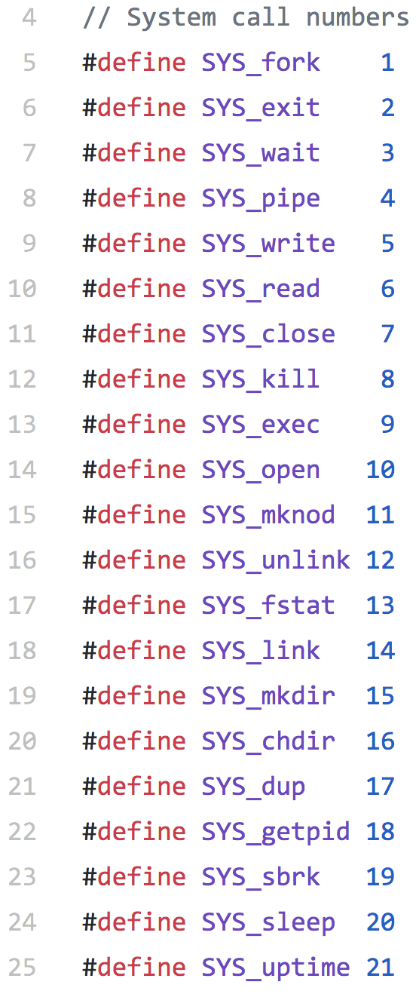 4 // System call numbers
5 #define SYS_fork 1
6 #define SYS_exit 2
7 #define SYS_wait 3
8 #define SYS_pipe 4
9 #define SYS_write 5
10 #define SYS_read 6
11 #define SYS_close 7
12 #define SYS_kill 8
13 #define SYS_exec 9
14 #define SYS_open 10
15 #define SYS_mknod 11
16 #define SYS_unlink 12
17 #define SYS_fstat 13
18 #define SYS_link 14
19 #define SYS_mkdir 15
20 #define SYS_chdir 16
21 #define SYS_dup 17
22 #define SYS_getpid 18
23 #define SYS_sbrk 19
24 #define SYS_sleep 20
25 #define SYS_uptime 21